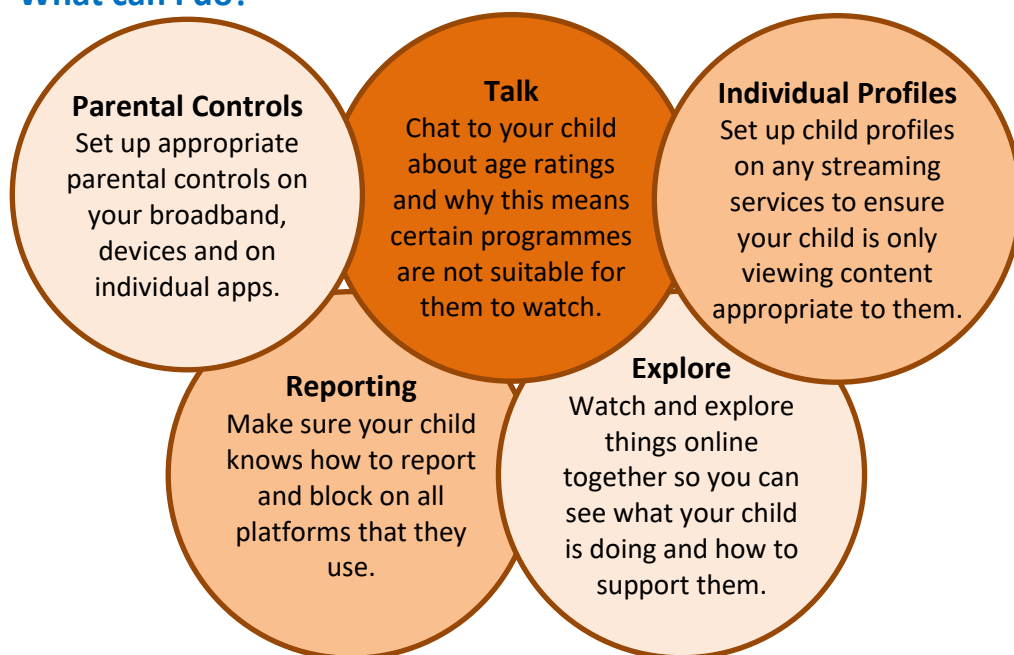 What can I do?
Parental Controls
Set up appropriate
parental controls on
your broadband,
devices and on
individual apps.
Talk
Chat to your child
about age ratings
and why this means
certain programmes
are not suitable for
them to watch.
Individual Profiles
Set up child profiles
on any streaming
services to ensure
your child is only
viewing content
appropriate to them.
Reporting
Make sure your child
knows how to report
and block on all
platforms that they
use.
Explore
Watch and explore
things online
together so you can
see what your child
is doing and how to
support them.